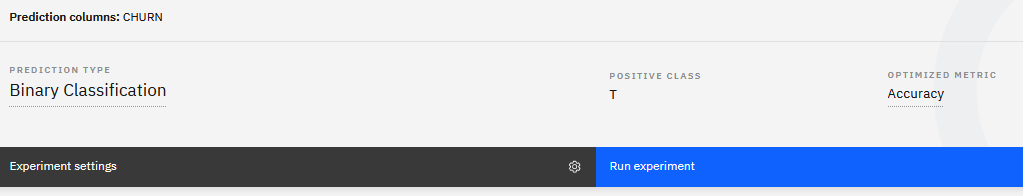 Prediction columns: CHURN
PREDICTION TYPE
Binary Classification
POSITIVE CLASS
T
OPTIMIZED METRIC
Accuracy
Experiment settings
Run experiment